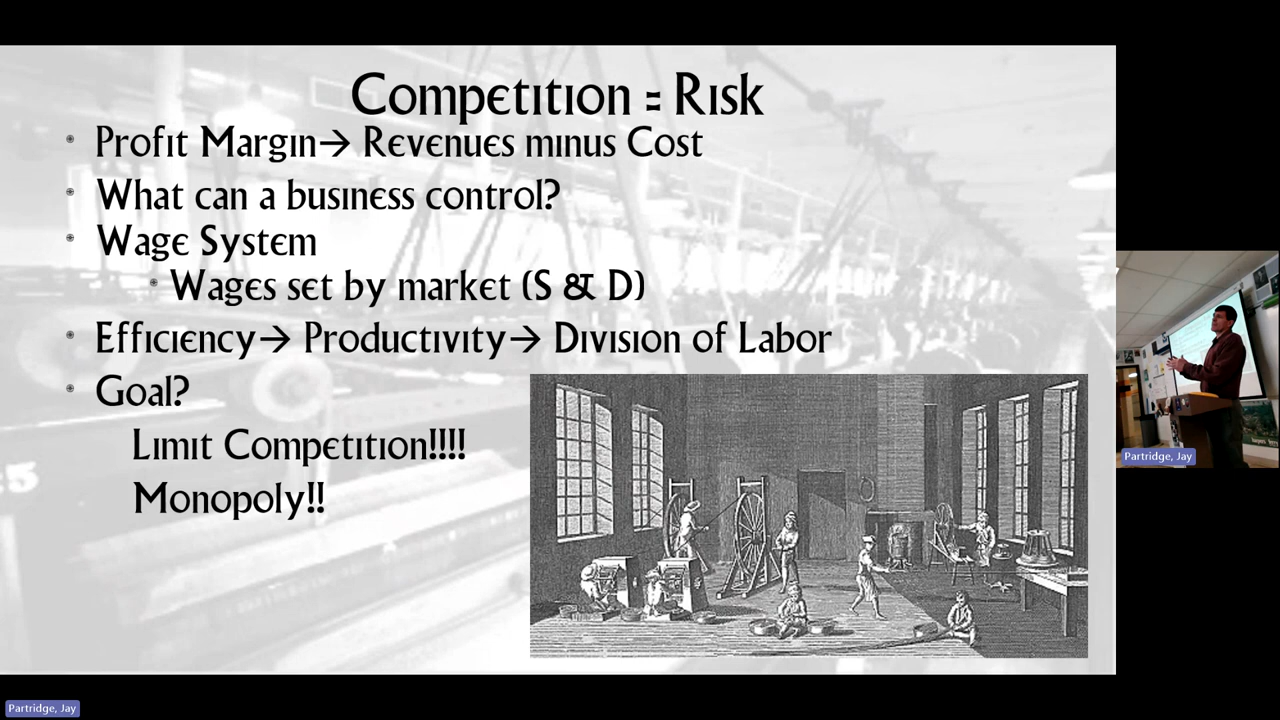 Competition = Risk
Profit Margin→ Revenues minus Cost
What can a business control?
Wage System
Wages set by market (S & D)
Efficiency→ Productivity→ Division of Labor
Goal?
Limit Competition!!!!
Monopoly!!
Partridge, Jay
Partridge, Jay